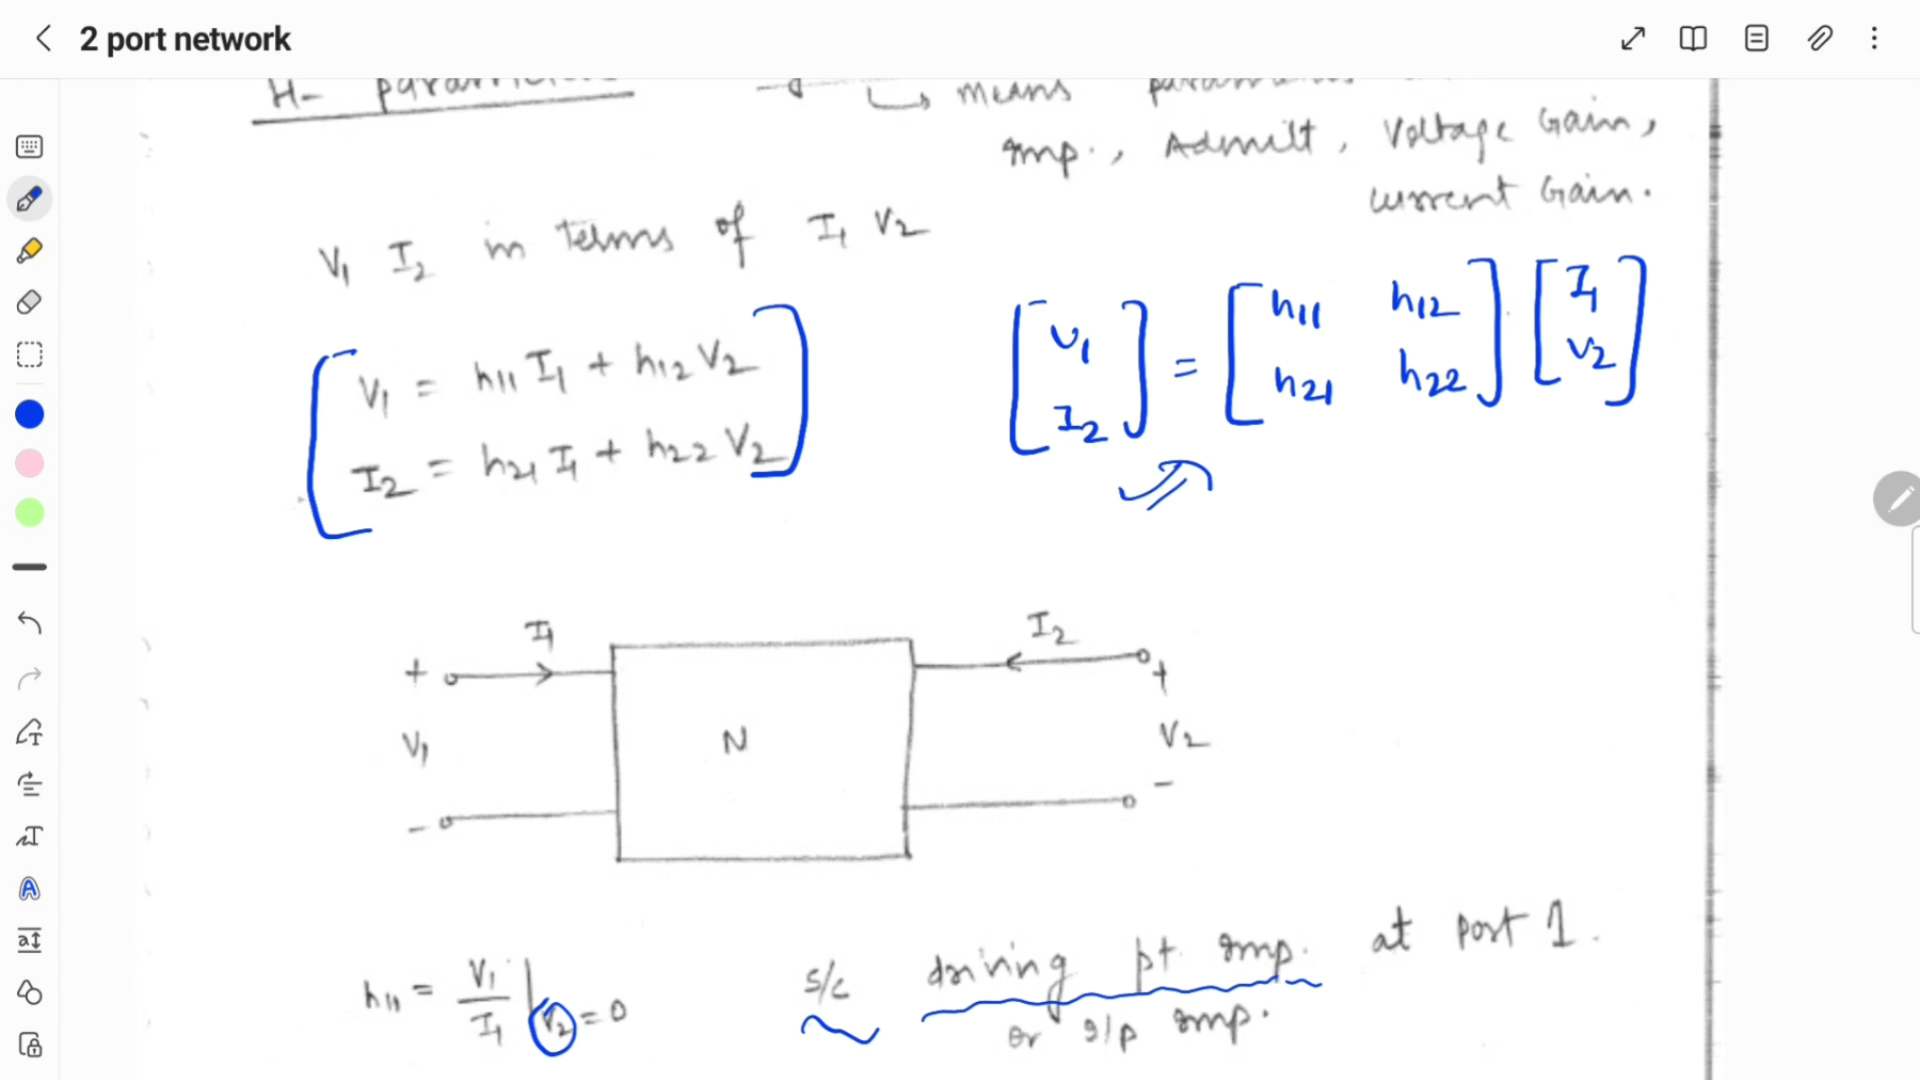 2 port network
H- parameters
↳ means parameters
Imp., Admitt, Voltage Gain,
current Gain.
V1 I2 in terms of I1 V2
V1 = h11 I1 + h12 V2
I2 = h21 I1 + h22 V2
[V1 I2] = [h11 h12 h21 h22] [I1 V2]
I1 I2
+ +
V1 N V2
- -
h11 = V1/I1 | V2 = 0 s/c driving pt. Imp. at port 1.
or I/p Imp.